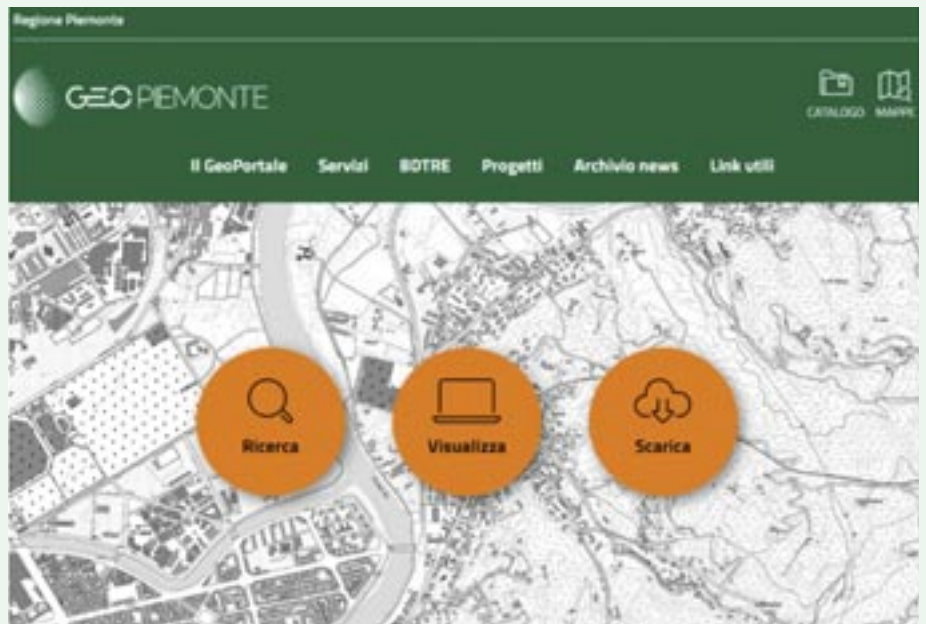 Regione Piemonte
GEO PIEMONTE
CATALOGO MAPPE
Il GeoPortale Servizi BDTRE Progetti Archivio news Link utili
Ricerca Visualizza Scarica